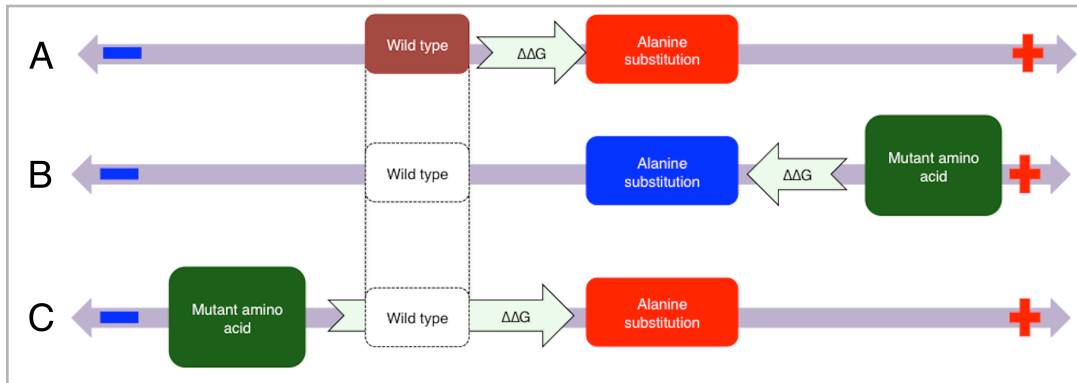 A
Wild type
ΔΔG
Alanine
substitution
B
Wild type
Alanine
substitution
ΔΔG
Mutant amino
acid
C
Mutant amino
acid
Wild type
ΔΔG
Alanine
substitution